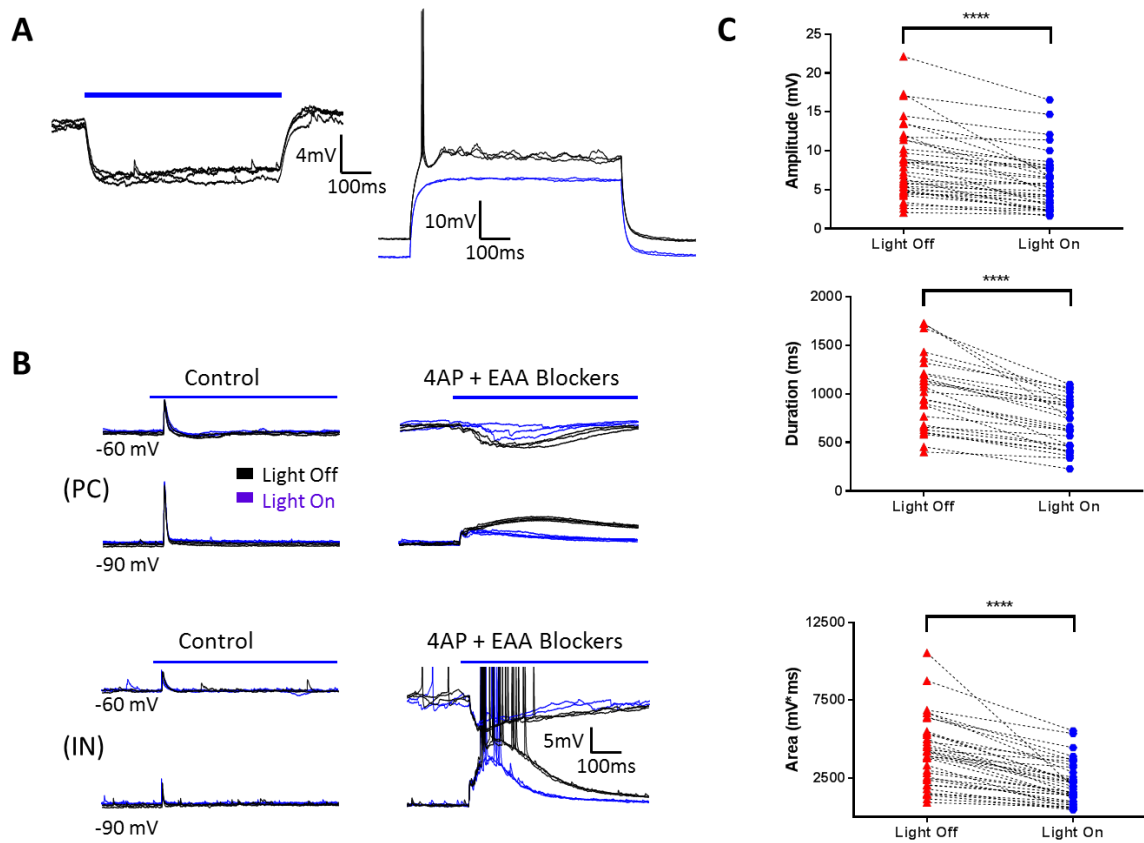 A
4mV
100ms
10mV
100ms
B
Control
4AP + EAA Blockers
-60 mV
(PC)
Light Off
Light On
-90 mV
Control
4AP + EAA Blockers
-60 mV
(IN)
5mV
100ms
-90 mV
C
****
25
20
15
10
5
0
Amplitude (mV)
Light Off Light On
****
2000
1500
1000
500
0
Duration (ms)
Light Off Light On
****
12500
7500
2500
Area (mV*ms)
Light Off Light On